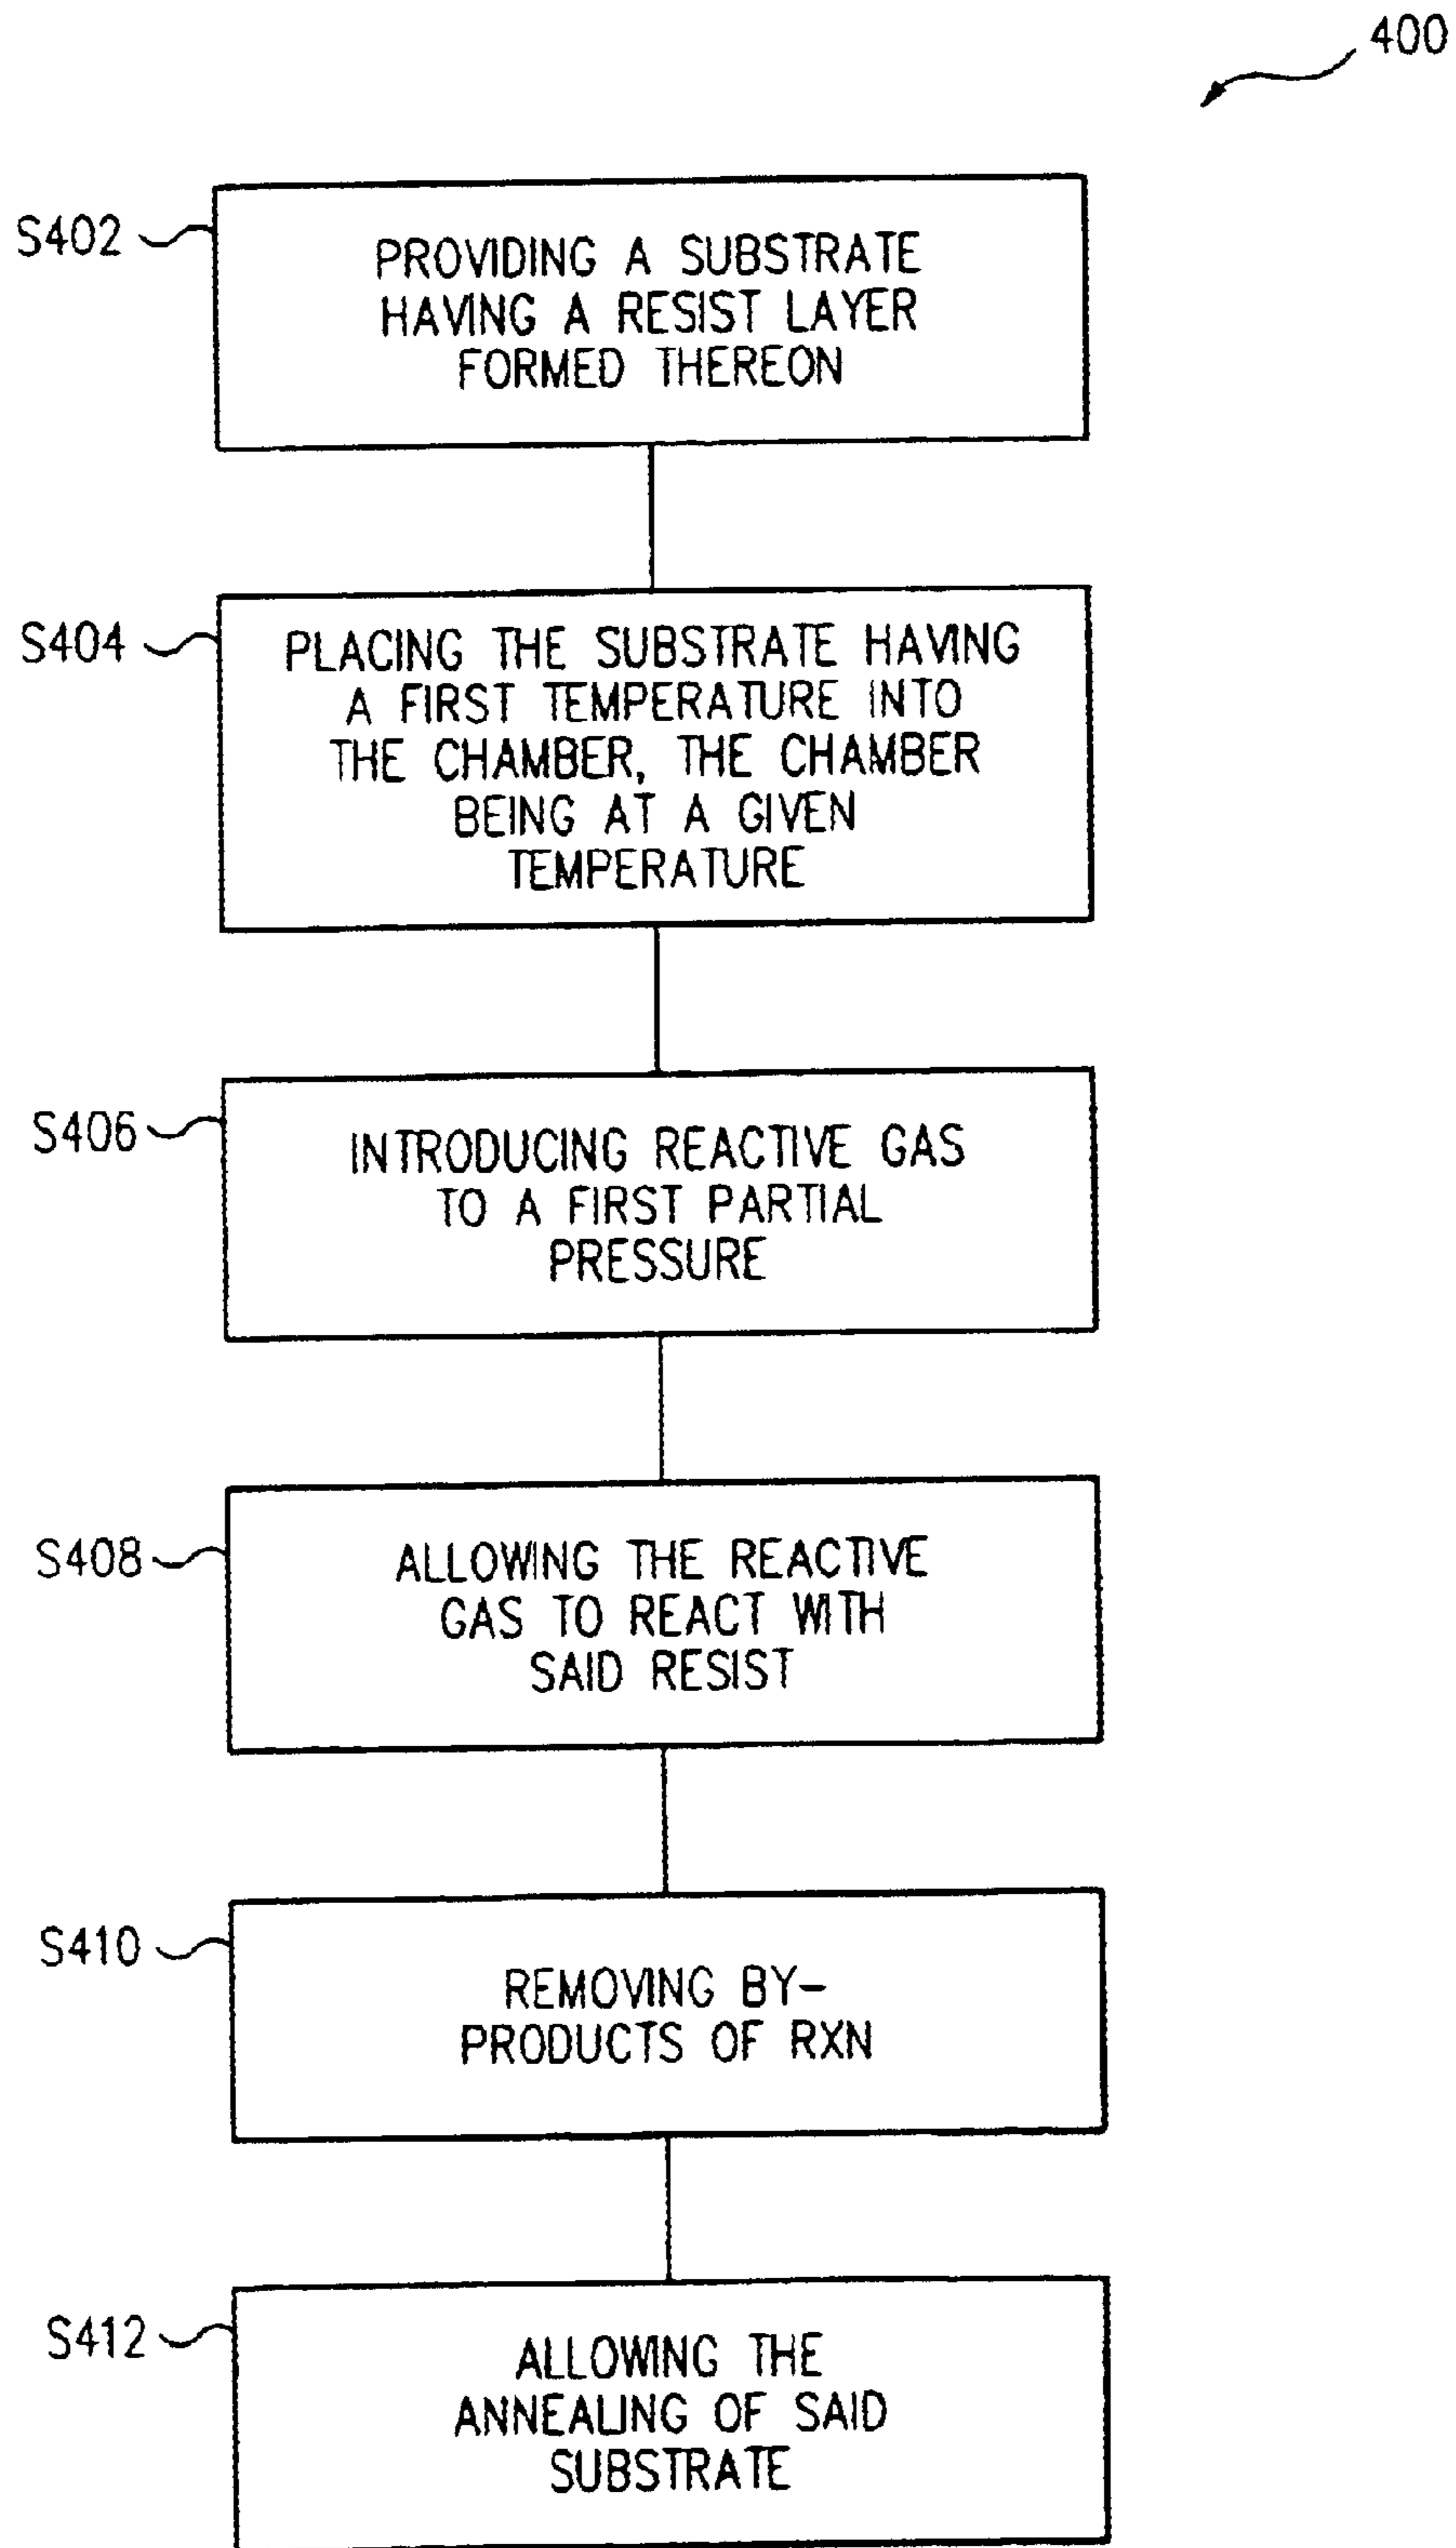 400
S402
PROVIDING A SUBSTRATE
HAVING A RESIST LAYER
FORMED THEREON
S404
PLACING THE SUBSTRATE HAVING
A FIRST TEMPERATURE INTO
THE CHAMBER, THE CHAMBER
BEING AT A GIVEN
TEMPERATURE
S406
INTRODUCING REACTIVE GAS
TO A FIRST PARTIAL
PRESSURE
S408
ALLOWING THE REACTIVE
GAS TO REACT WITH
SAID RESIST
S410
REMOVING BY-
PRODUCTS OF RXN
S412
ALLOWING THE
ANNEALING OF SAID
SUBSTRATE